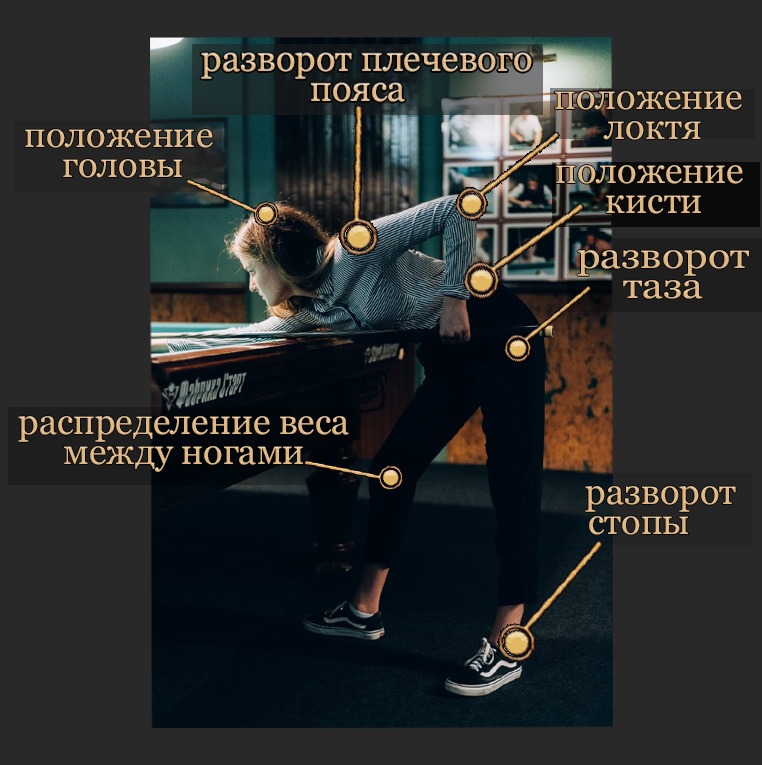 разворот плечевого
пояса
положение
локтя
положение
головы
положение
кисти
разворот
таза
Фабрика Старт
распределение веса
между ногами
разворот
стопы